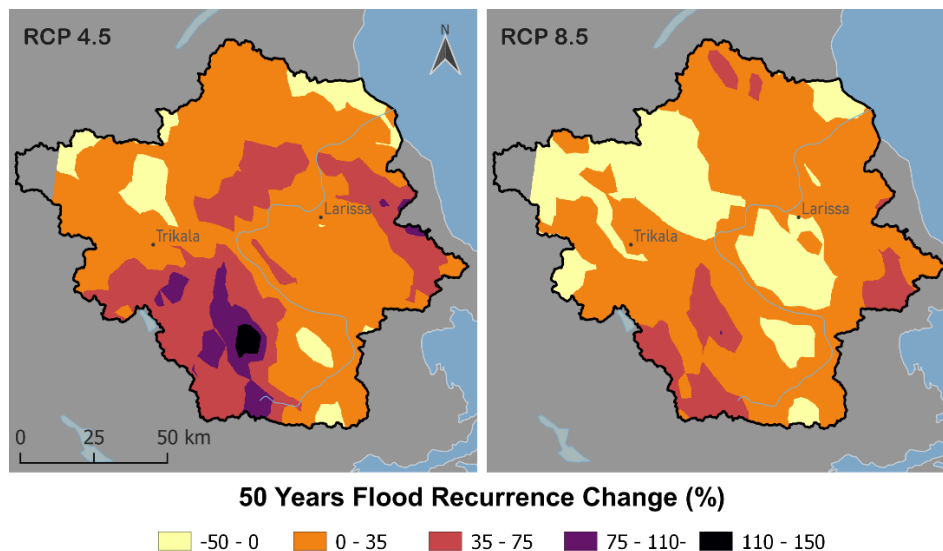 RCP 4.5
N
Larissa
Trikala
0 25 50 km
RCP 8.5
Larissa
Trikala
50 Years Flood Recurrence Change (%)
-50 - 0 0 - 35 35 - 75 75 - 110- 110 - 150